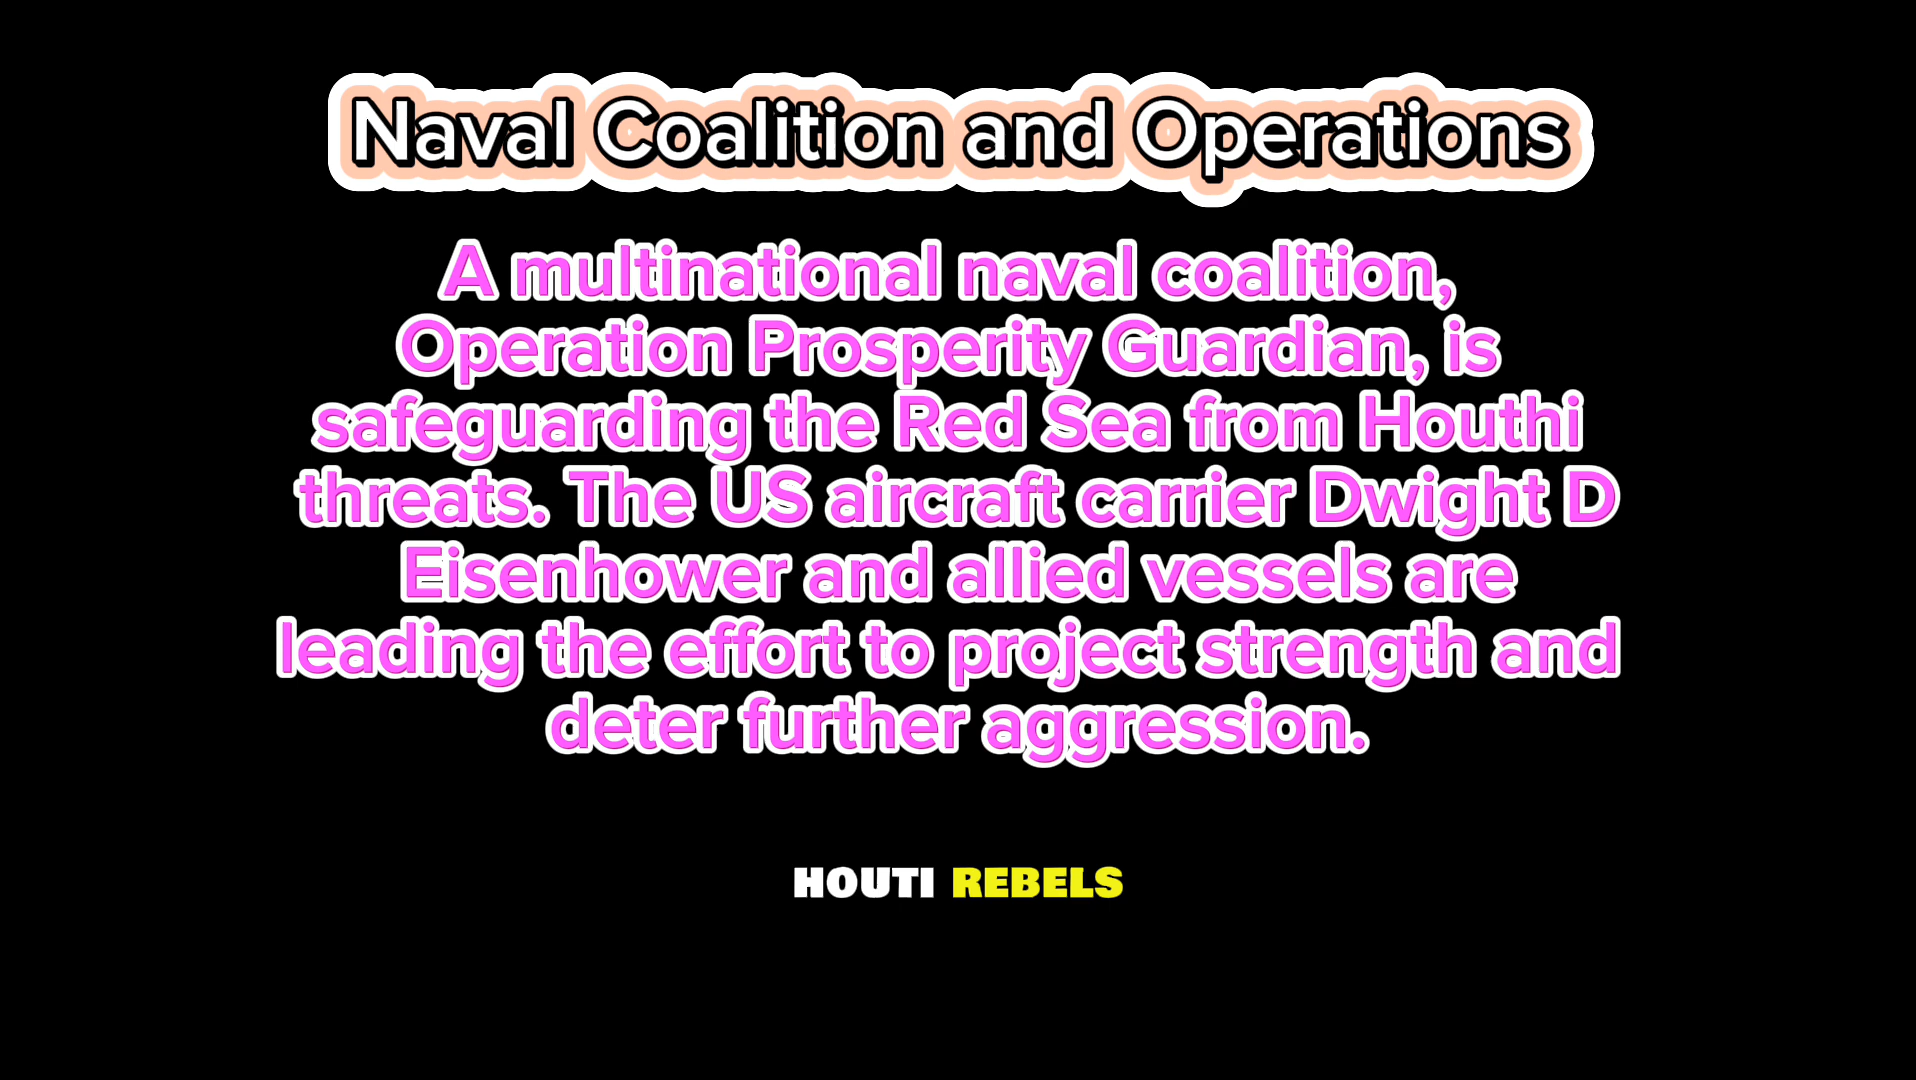 Naval Coalition and Operations
A multinational naval coalition,
Operation Prosperity Guardian, is
safeguarding the Red Sea from Houthi
threats. The US aircraft carrier Dwight D
Eisenhower and allied vessels are
leading the effort to project strength and
deter further aggression.
HOUTI REBELS